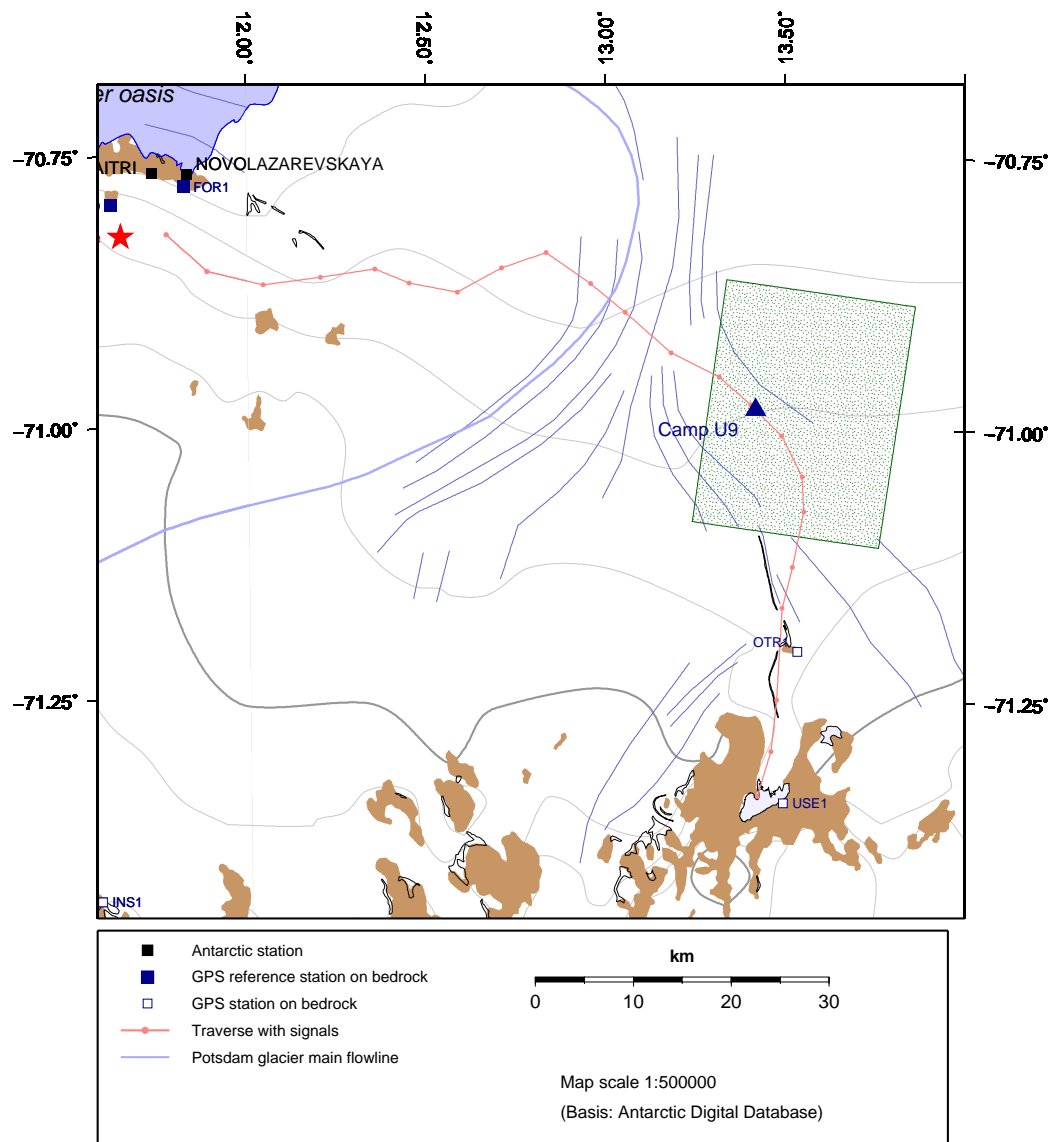 12.00°
12.50°
13.00°
13.50°
er oasis
−70.75°
−70.75°
AITRI
NOVOLAZAREVSKAYA
FOR1
−71.00°
−71.00°
Camp U9
OTR1
−71.25°
−71.25°
USE1
INS1
Antarctic station
GPS reference station on bedrock
GPS station on bedrock
Traverse with signals
Potsdam glacier main flowline
km
0 10 20 30
Map scale 1:500000
(Basis: Antarctic Digital Database)